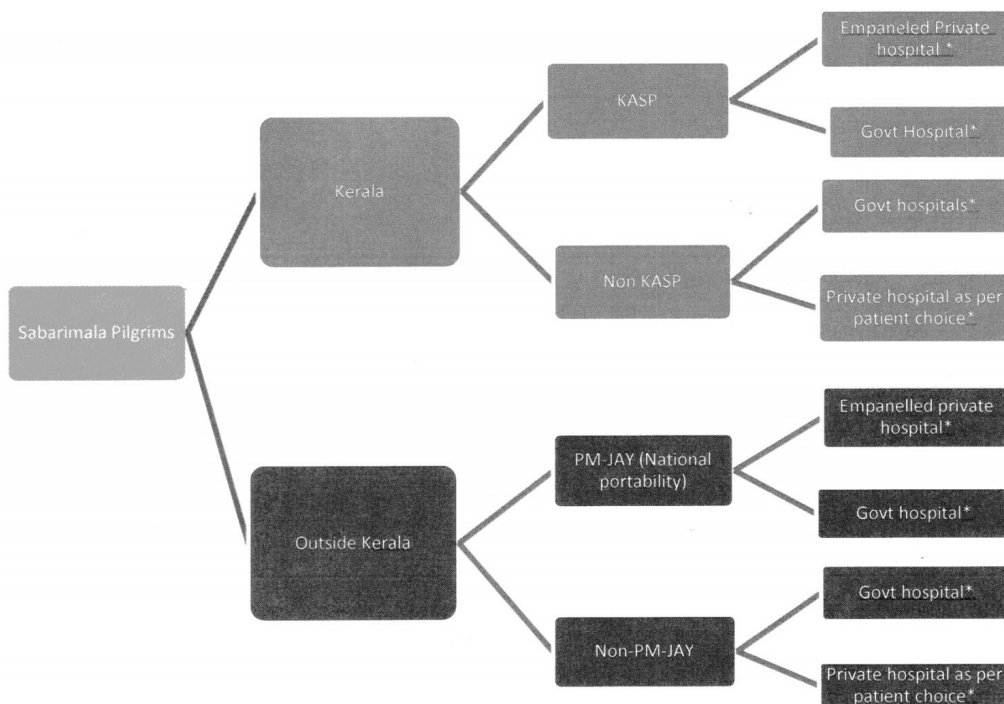 Empaneled Private
hospital *
KASP
Govt Hospital*
Kerala
Govt hospitals*
Non KASP
Private hospital as per
patient choice*
Sabarimala Pilgrims
Empanelled private
hospital*
PM-JAY (National
portability)
Govt hospital*
Outside Kerala
Govt hospital*
Non-PM-JAY
Private hospital as per
patient choice*